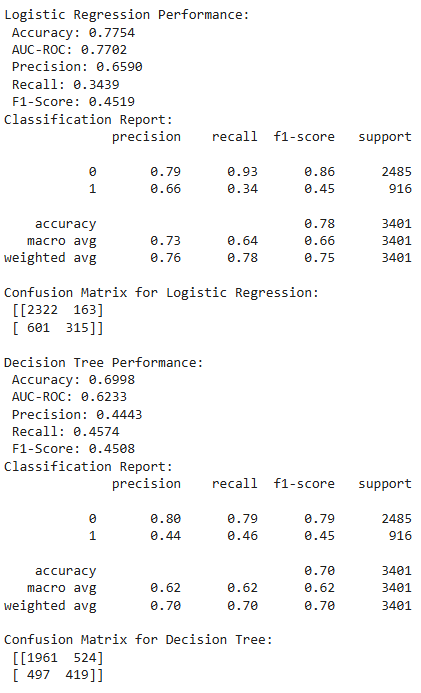 Logistic Regression Performance:
Accuracy: 0.7754
AUC-ROC: 0.7702
Precision: 0.6590
Recall: 0.3439
F1-Score: 0.4519
Classification Report:
precision recall f1-score support
0 0.79 0.93 0.86 2485
1 0.66 0.34 0.45 916
accuracy 0.78 3401
macro avg 0.73 0.64 0.66 3401
weighted avg 0.76 0.78 0.75 3401
Confusion Matrix for Logistic Regression:
[[2322 163]
[ 601 315]]
Decision Tree Performance:
Accuracy: 0.6998
AUC-ROC: 0.6233
Precision: 0.4443
Recall: 0.4574
F1-Score: 0.4508
Classification Report:
precision recall f1-score support
0 0.80 0.79 0.79 2485
1 0.44 0.46 0.45 916
accuracy 0.70 3401
macro avg 0.62 0.62 0.62 3401
weighted avg 0.70 0.70 0.70 3401
Confusion Matrix for Decision Tree:
[[1961 524]
[ 497 419]]